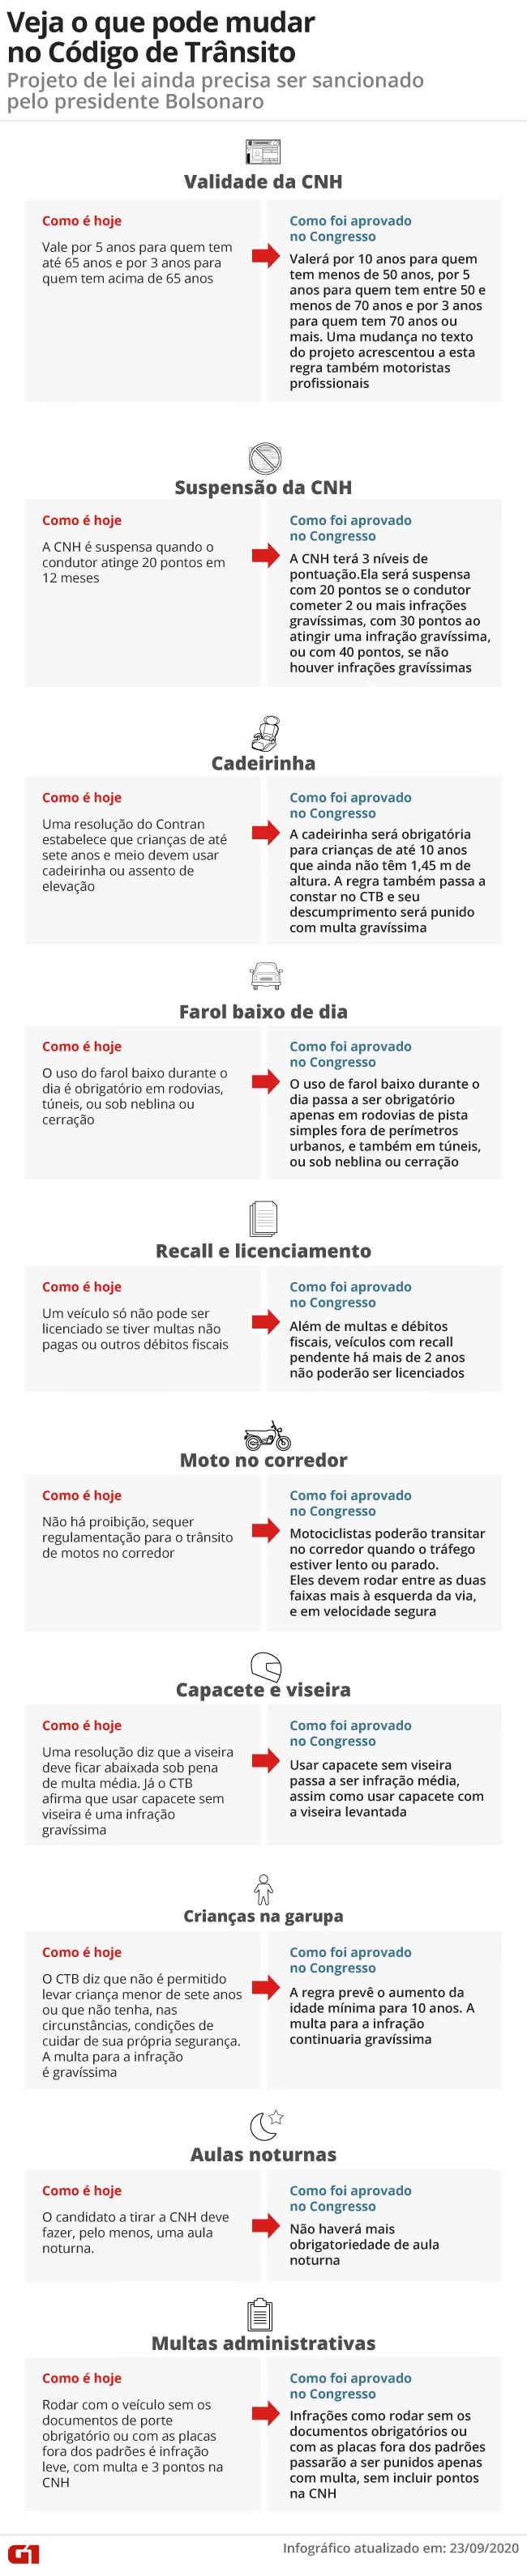 Veja o que pode mudar
no Código de Trânsito
Projeto de lei ainda precisa ser sancionado
pelo presidente Bolsonaro
Validade da CNH
Como é hoje
Vale por 5 anos para quem tem
até 65 anos e por 3 anos para
quem tem acima de 65 anos
Como foi aprovado
no Congresso
Valerá por 10 anos para quem
tem menos de 50 anos, por 5
anos para quem tem entre 50 e
menos de 70 anos e por 3 anos
para quem tem 70 anos ou
mais. Uma mudança no texto
do projeto acrescentou a esta
regra também motoristas
profissionais
Suspensão da CNH
Como é hoje
A CNH é suspensa quando o
condutor atinge 20 pontos em
12 meses
Como foi aprovado
no Congresso
A CNH terá 3 níveis de
pontuação.Ela será suspensa
com 20 pontos se o condutor
cometer 2 ou mais infrações
gravíssimas, com 30 pontos ao
atingir uma infração gravíssima,
ou com 40 pontos, se não
houver infrações gravíssimas
Cadeirinha
Como é hoje
Uma resolução do Contran
estabelece que crianças de até
sete anos e meio devem usar
cadeirinha ou assento de
elevação
Como foi aprovado
no Congresso
A cadeirinha será obrigatória
para crianças de até 10 anos
que ainda não têm 1,45 m de
altura. A regra também passa a
constar no CTB e seu
descumprimento será punido
com multa gravíssima
Farol baixo de dia
Como é hoje
O uso do farol baixo durante o
dia é obrigatório em rodovias,
túneis, ou sob neblina ou
cerração
Como foi aprovado
no Congresso
O uso de farol baixo durante o
dia passa a ser obrigatório
apenas em rodovias de pista
simples fora de perímetros
urbanos, e também em túneis,
ou sob neblina ou cerração
Recall e licenciamento
Como é hoje
Um veículo só não pode ser
licenciado se tiver multas não
pagas ou outros débitos fiscais
Como foi aprovado
no Congresso
Além de multas e débitos
fiscais, veículos com recall
pendente há mais de 2 anos
não poderão ser licenciados
Moto no corredor
Como é hoje
Não há proibição, sequer
regulamentação para o trânsito
de motos no corredor
Como foi aprovado
no Congresso
Motociclistas poderão transitar
no corredor quando o tráfego
estiver lento ou parado.
Eles devem rodar entre as duas
faixas mais à esquerda da via,
e em velocidade segura
Capacete e viseira
Como é hoje
Uma resolução diz que a viseira
deve ficar abaixada sob pena
de multa média. Já o CTB
afirma que usar capacete sem
viseira é uma infração
gravíssima
Como foi aprovado
no Congresso
Usar capacete sem viseira
passa a ser infração média,
assim como usar capacete com
a viseira levantada
Crianças na garupa
Como é hoje
O CTB diz que não é permitido
levar criança menor de sete anos
ou que não tenha, nas
circunstâncias, condições de
cuidar de sua própria segurança.
A multa para a infração
é gravíssima
Como foi aprovado
no Congresso
A regra prevê o aumento da
idade mínima para 10 anos. A
multa para a infração
continuaria gravíssima
Aulas noturnas
Como é hoje
O candidato a tirar a CNH deve
fazer, pelo menos, uma aula
noturna.
Como foi aprovado
no Congresso
Não haverá mais
obrigatoriedade de aula
noturna
Multas administrativas
Como é hoje
Rodar com o veículo sem os
documentos de porte
obrigatório ou com as placas
fora dos padrões é infração
leve, com multa e 3 pontos na
CNH
Como foi aprovado
no Congresso
Infrações como rodar sem os
documentos obrigatórios ou
com as placas fora dos padrões
passarão a ser punidos apenas
com multa, sem incluir pontos
na CNH
G1
Infográfico atualizado em: 23/09/2020